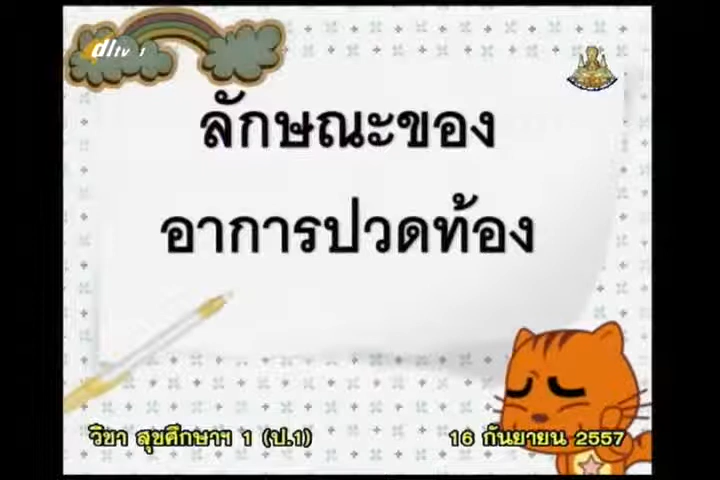 dltv 1
ลักษณะของ
อาการปวดท้อง
วิชา สุขศึกษาฯ 1 (ป.1)
16 กันยายน 2557